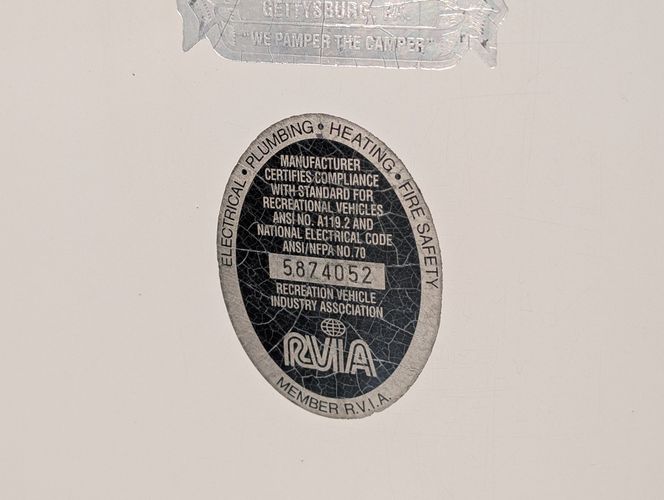 GETTYSBURG, PA.
"WE PAMPER THE CAMPER"
ELECTRICAL • PLUMBING • HEATING • FIRE SAFETY
MANUFACTURER
CERTIFIES COMPLIANCE
WITH STANDARD FOR
RECREATIONAL VEHICLES
ANSI NO. A119.2 AND
NATIONAL ELECTRICAL CODE
ANSI/NFPA NO.70
5874052
RECREATION VEHICLE
INDUSTRY ASSOCIATION
RVIA
MEMBER R.V.I.A.